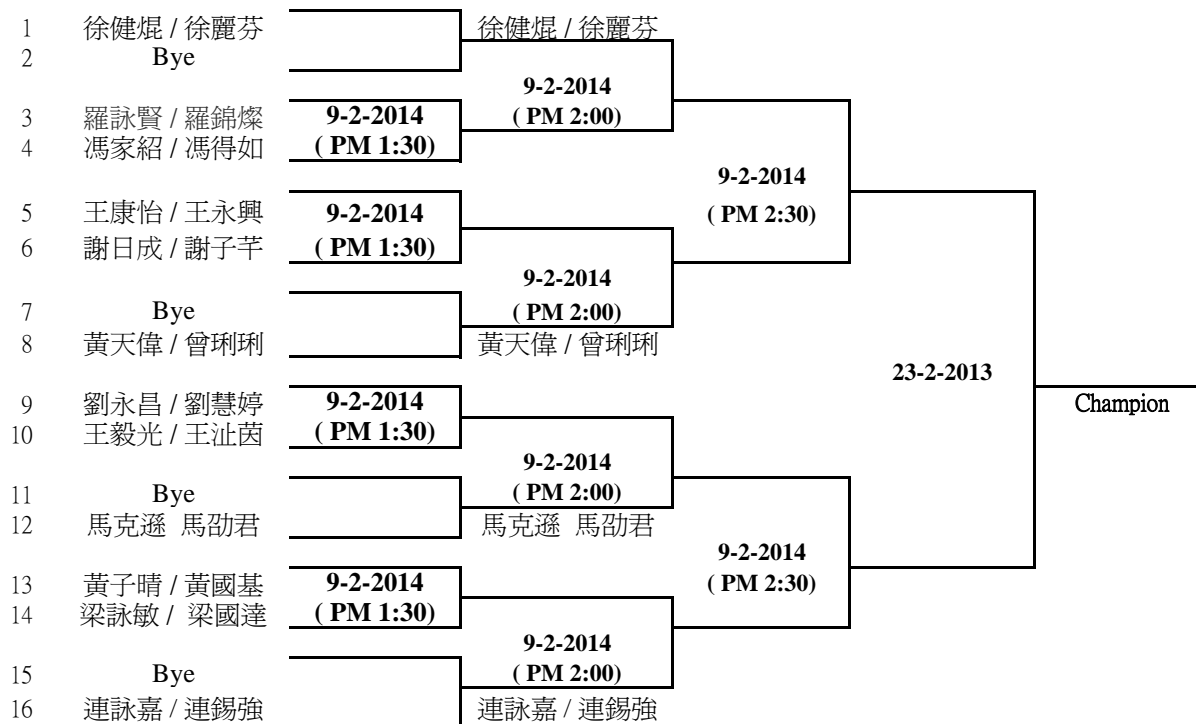 1 徐健焜 / 徐麗芬 徐健焜 / 徐麗芬
2 Bye
9-2-2014
( PM 2:00)
3 羅詠賢 / 羅錦燦 9-2-2014
4 馮家紹 / 馮得如 ( PM 1:30)
9-2-2014
( PM 2:30)
5 王康怡 / 王永興 9-2-2014
6 謝日成 / 謝子芊 ( PM 1:30)
9-2-2014
( PM 2:00)
7 Bye
8 黃天偉 / 曾琍琍 黃天偉 / 曾琍琍
23-2-2013
Champion
9 劉永昌 / 劉慧婷 9-2-2014
10 王毅光 / 王沚茵 ( PM 1:30)
9-2-2014
( PM 2:00)
11 Bye
12 馬克遜 馬劭君 馬克遜 馬劭君
9-2-2014
( PM 2:30)
13 黃子晴 / 黃國基 9-2-2014
14 梁詠敏 / 梁國達 ( PM 1:30)
9-2-2014
( PM 2:00)
15 Bye
16 連詠嘉 / 連錫強 連詠嘉 / 連錫強